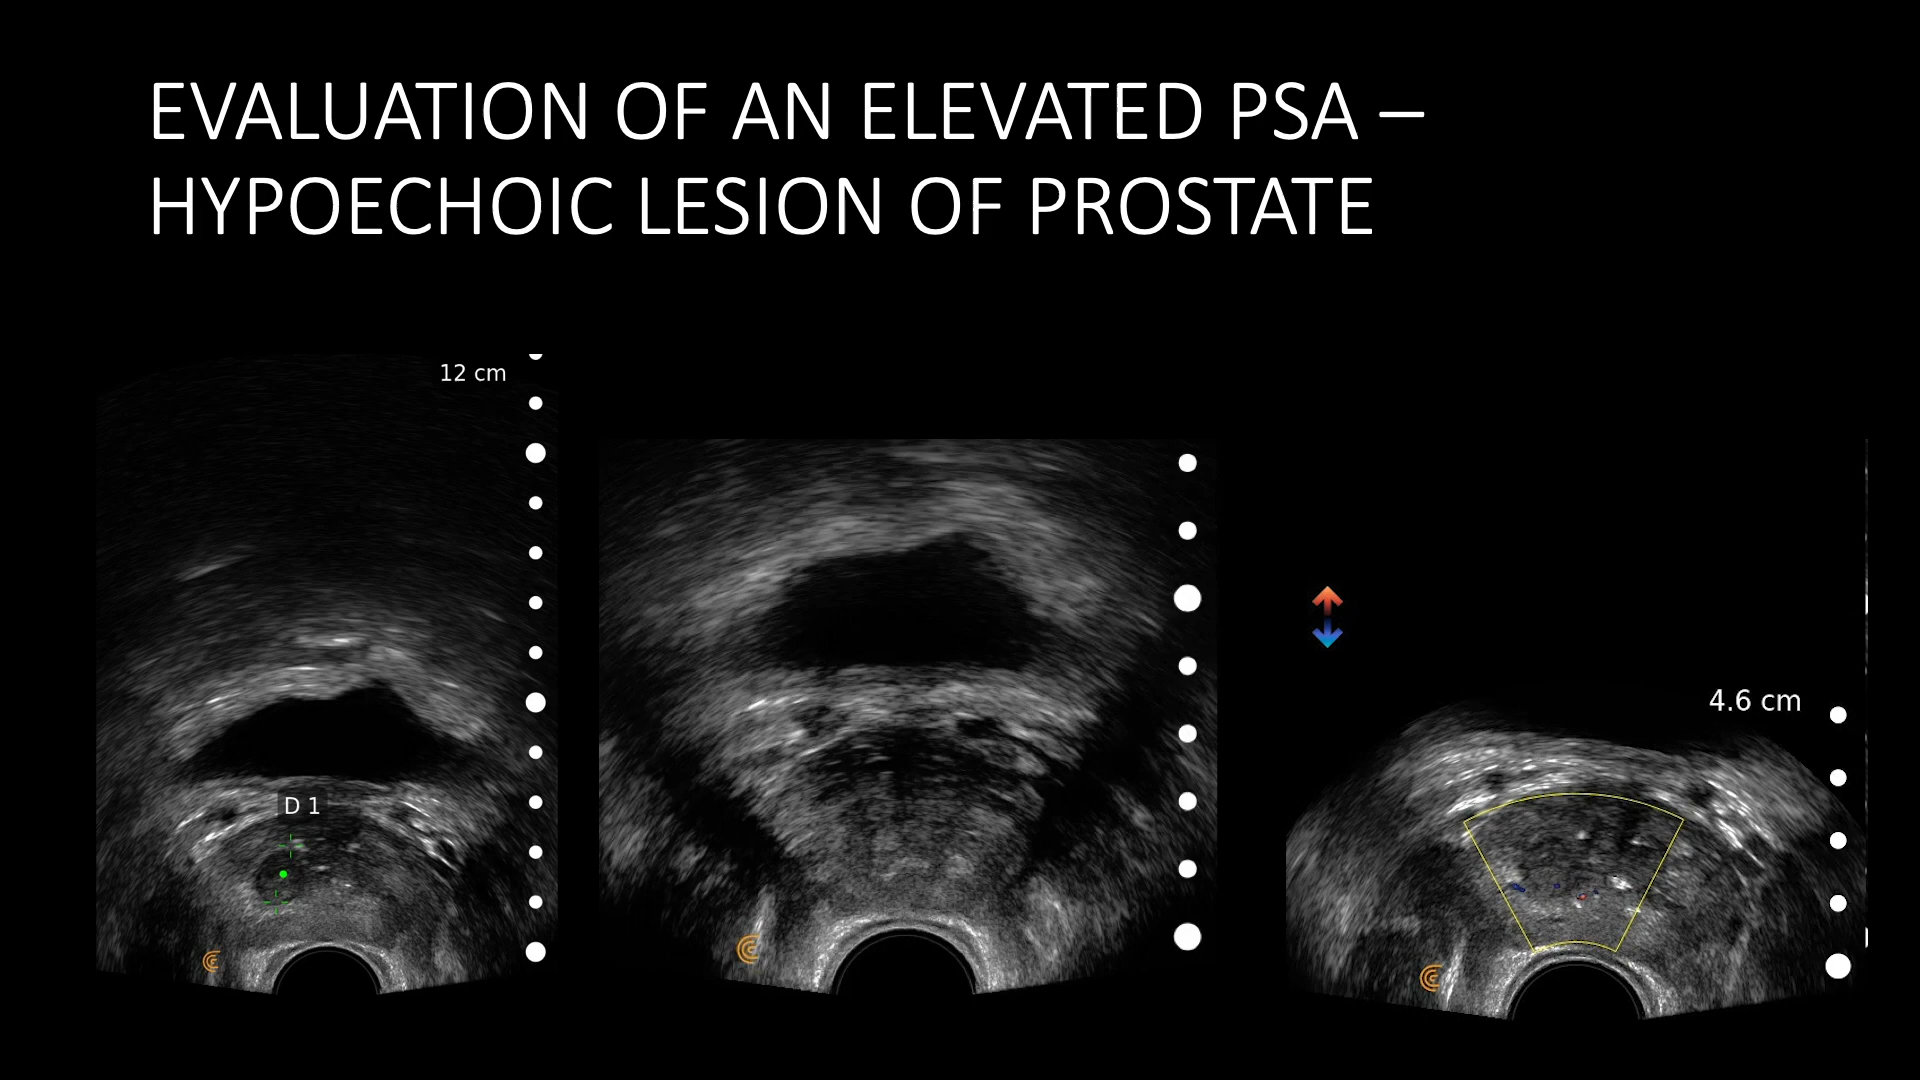 EVALUATION OF AN ELEVATED PSA –
HYPOECHOIC LESION OF PROSTATE
12 cm
D 1
4.6 cm